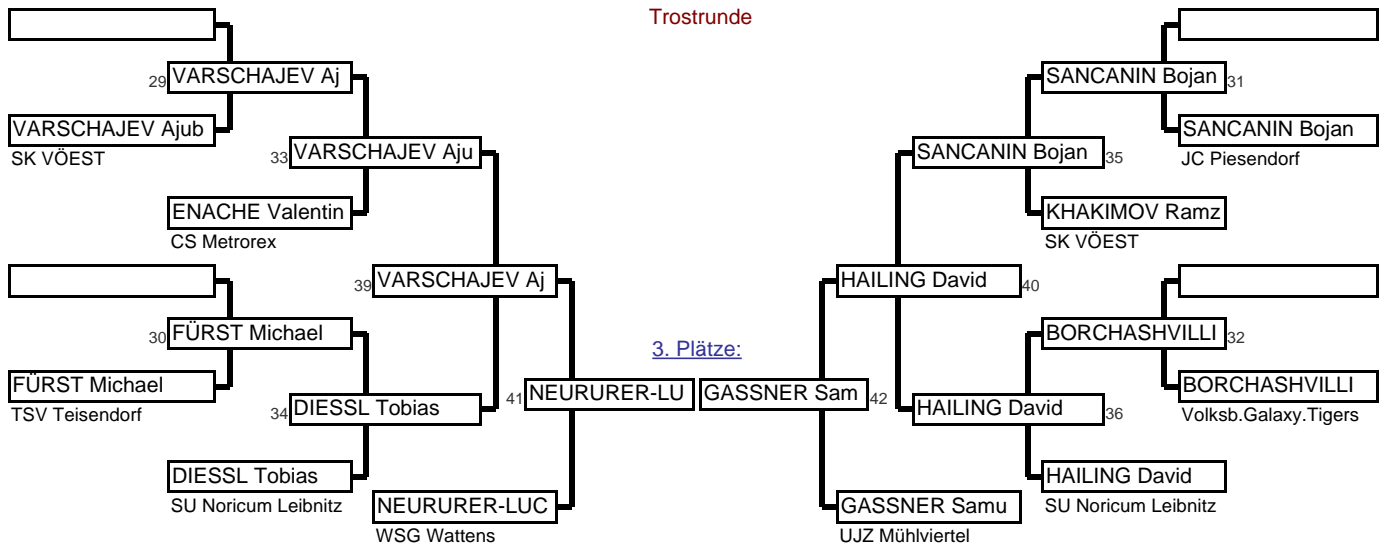 Trostrunde
29
VARSCHAJEV Aj
SANCANIN Bojan
31
VARSCHAJEV Ajub
SK VÖEST
SANCANIN Bojan
JC Piesendorf
33
VARSCHAJEV Aju
SANCANIN Bojan
35
ENACHE Valentin
CS Metrorex
KHAKIMOV Ramz
SK VÖEST
39
VARSCHAJEV Aj
HAILING David
40
30
FÜRST Michael
BORCHASHVILLI
32
3. Plätze:
FÜRST Michael
TSV Teisendorf
41
NEURURER-LU
GASSNER Sam
42
BORCHASHVILLI
Volksb.Galaxy.Tigers
34
DIESSL Tobias
HAILING David
36
DIESSL Tobias
SU Noricum Leibnitz
HAILING David
SU Noricum Leibnitz
NEURURER-LUC
WSG Wattens
GASSNER Samu
UJZ Mühlviertel